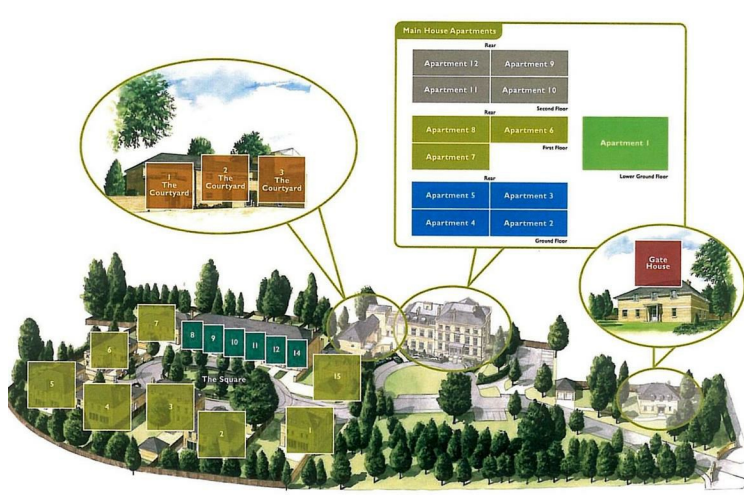 Main House Apartments
Rear
Apartment 12
Apartment 9
Apartment 11
Apartment 10
Second Floor
Rear
Apartment 8
Apartment 6
Apartment 7
First Floor
Apartment 1
Lower Ground Floor
Rear
Apartment 5
Apartment 3
Apartment 4
Apartment 2
Ground Floor
1
The
Courtyard
2
The
Courtyard
3
The
Courtyard
Gate
House
7
8
9
10
11
12
14
6
15
5
The Square
4
3
2
1